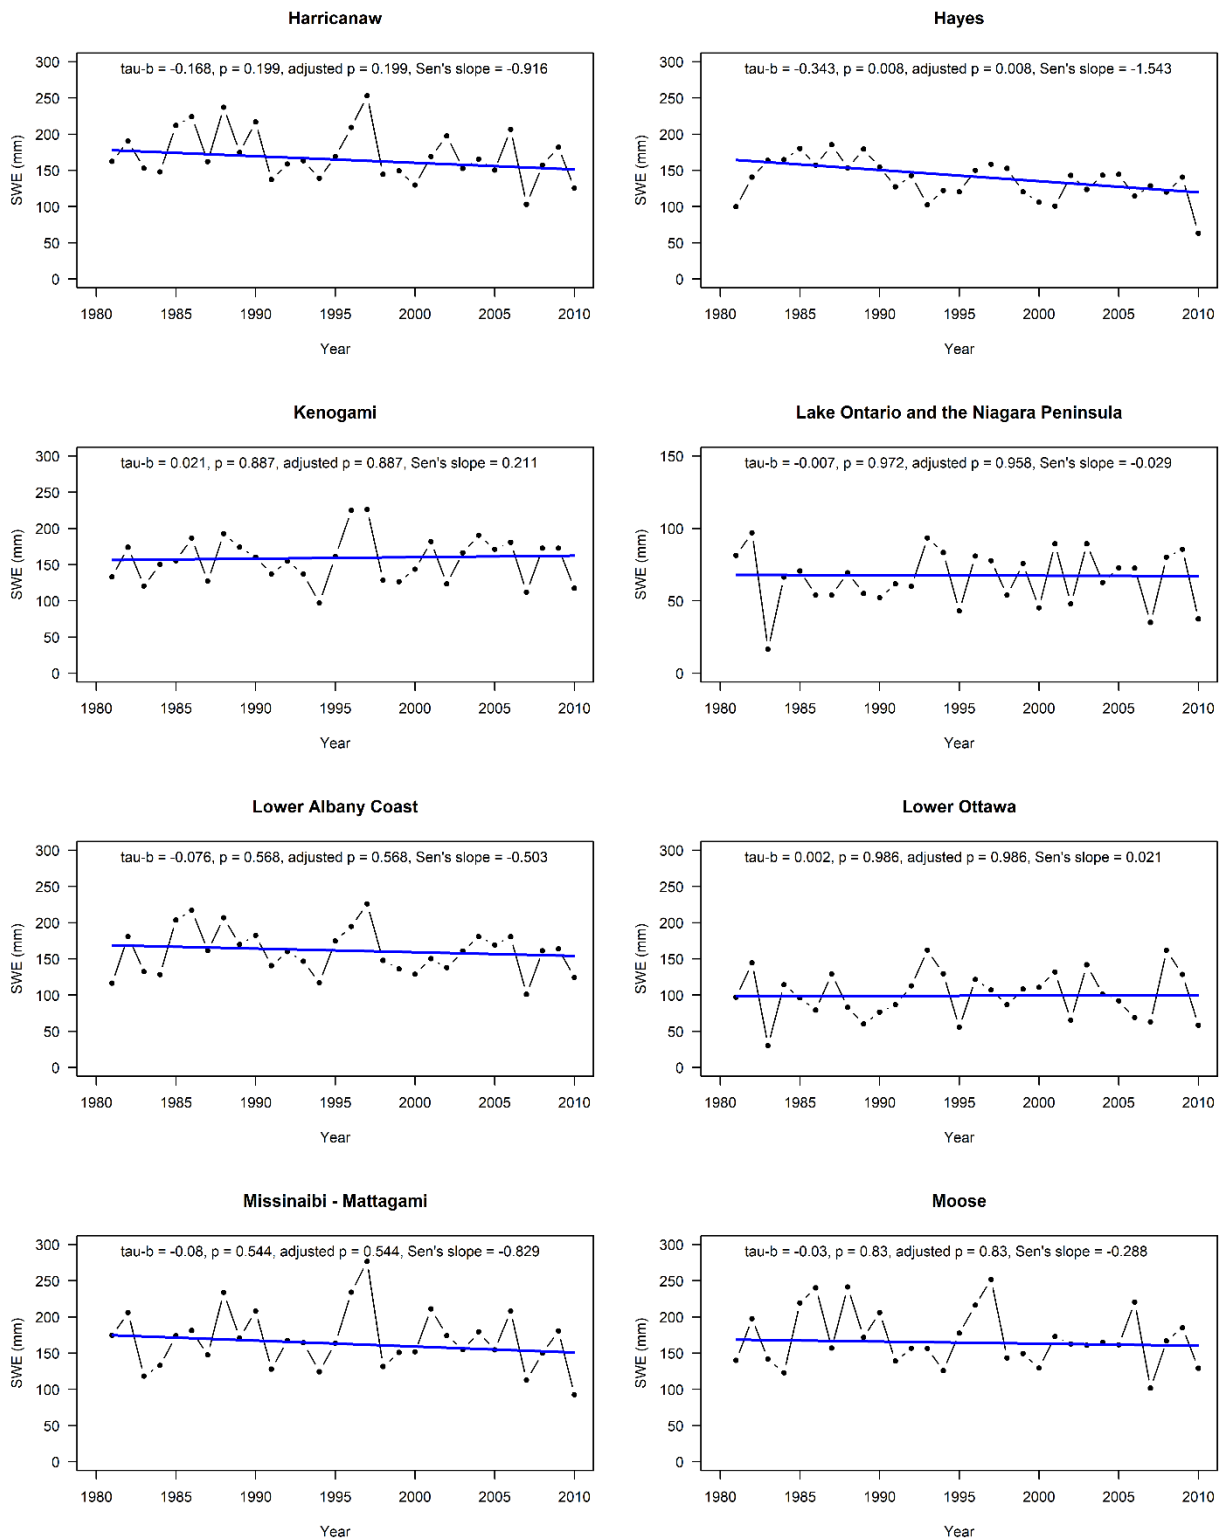 Harricanaw
tau-b = -0.168, p = 0.199, adjusted p = 0.199, Sen's slope = -0.916
SWE (mm)
300
250
200
150
100
50
0
1980 1985 1990 1995 2000 2005 2010
Year
Hayes
tau-b = -0.343, p = 0.008, adjusted p = 0.008, Sen's slope = -1.543
SWE (mm)
300
250
200
150
100
50
0
1980 1985 1990 1995 2000 2005 2010
Year
Kenogami
tau-b = 0.021, p = 0.887, adjusted p = 0.887, Sen's slope = 0.211
SWE (mm)
300
250
200
150
100
50
0
1980 1985 1990 1995 2000 2005 2010
Year
Lake Ontario and the Niagara Peninsula
tau-b = -0.007, p = 0.972, adjusted p = 0.958, Sen's slope = -0.029
SWE (mm)
150
100
50
0
1980 1985 1990 1995 2000 2005 2010
Year
Lower Albany Coast
tau-b = -0.076, p = 0.568, adjusted p = 0.568, Sen's slope = -0.503
SWE (mm)
300
250
200
150
100
50
0
1980 1985 1990 1995 2000 2005 2010
Year
Lower Ottawa
tau-b = 0.002, p = 0.986, adjusted p = 0.986, Sen's slope = 0.021
SWE (mm)
300
250
200
150
100
50
0
1980 1985 1990 1995 2000 2005 2010
Year
Missinaibi - Mattagami
tau-b = -0.08, p = 0.544, adjusted p = 0.544, Sen's slope = -0.829
SWE (mm)
300
250
200
150
100
50
0
1980 1985 1990 1995 2000 2005 2010
Year
Moose
tau-b = -0.03, p = 0.83, adjusted p = 0.83, Sen's slope = -0.288
SWE (mm)
300
250
200
150
100
50
0
1980 1985 1990 1995 2000 2005 2010
Year